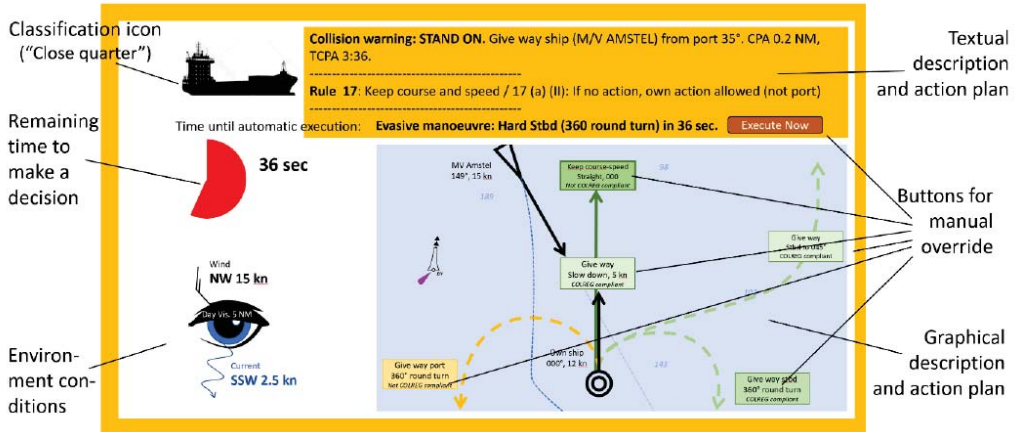 Classification icon
(“Close quarter”)
Remaining
time to
make a
decision
Environ-
ment con-
ditions
Collision warning: STAND ON. Give way ship (M/V AMSTEL) from port 35°. CPA 0.2 NM,
TCPA 3:36.
Rule 17: Keep course and speed / 17 (a) (II): If no action, own action allowed (not port)
Time until automatic execution:
Evasive manoeuvre: Hard Stbd (360 round turn) in 36 sec.
Execute Now
36 sec
Wind
NW 15 kn
Day Vis. 5 NM
Current
SSW 2.5 kn
MV Amstel
149°, 15 kn
Keep course-speed
Straight, 000
Not COLREG compliant
98
185
Give way
Slow down, 5 kn
COLREG compliant
Give way
Stbd to 045°
COLREG compliant
Own ship
000°, 12 kn
143
Give way port
360° round turn
Not COLREG compliant
Give way stbd
360° round turn
COLREG compliant
Textual
description
and action plan
Buttons for
manual
override
Graphical
description
and action plan